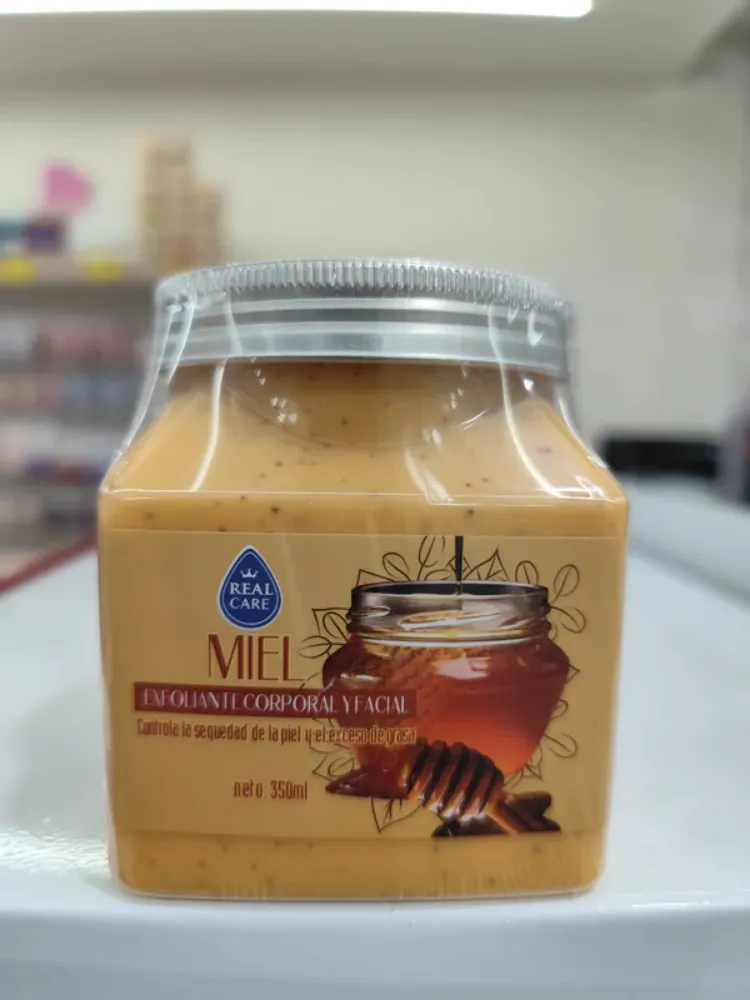 REAL
CARE
MIEL
EXFOLIANTE CORPORAL Y FACIAL
Controla la sequedad de la piel y el exceso de grasa
neto: 350ml